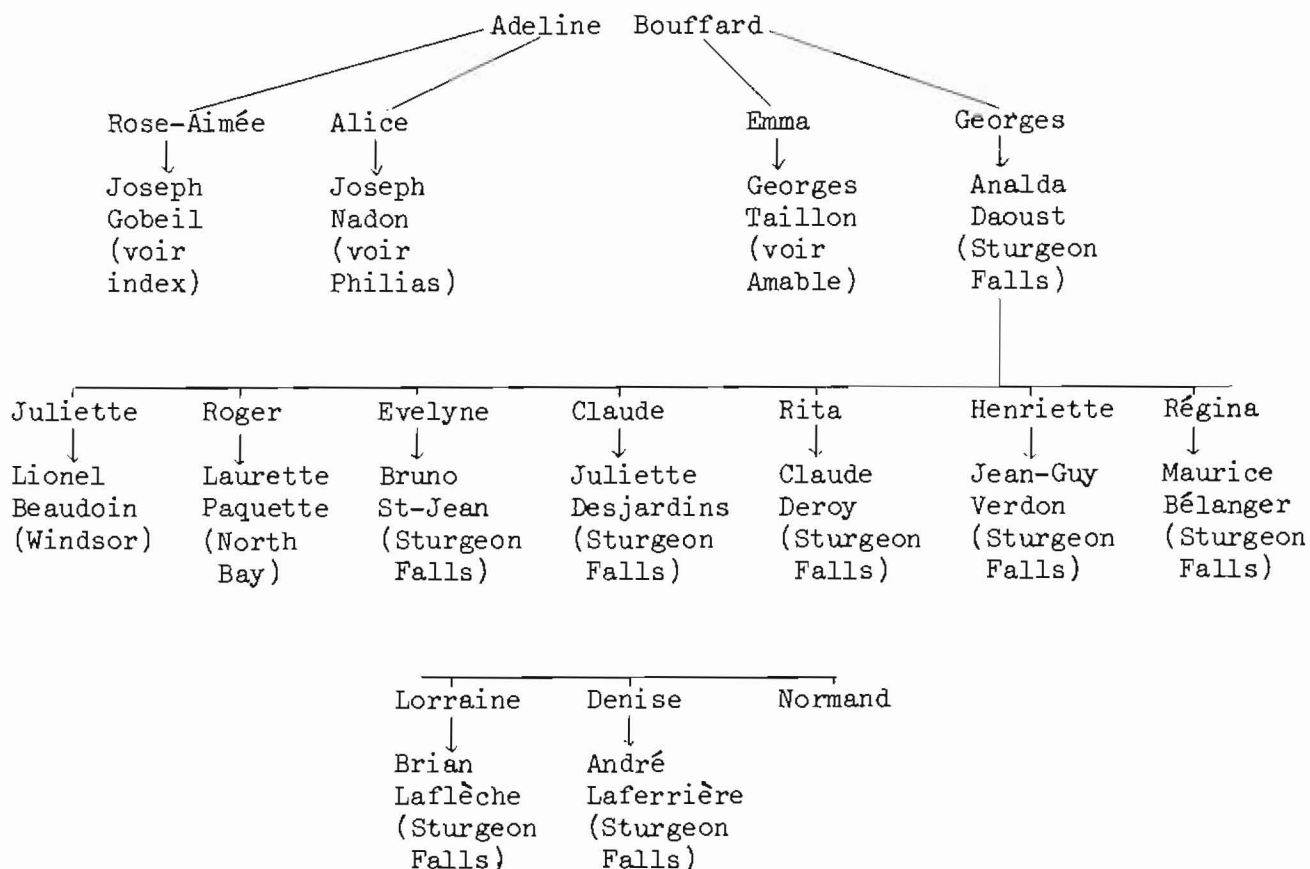 Adeline Bouffard
Rose-Aimée Alice Emma Georges
Joseph Joseph Georges Analda
Gobeil Nadon Taillon Daoust
(voir (voir (voir (Sturgeon
index) Philias) Amable) Falls)
Juliette Roger Evelyne Claude Rita Henriette Régina
Lionel Laurette Bruno Juliette Claude Jean-Guy Maurice
Beaudoin Paquette St-Jean Desjardins Deroy Verdon Bélanger
(Windsor) (North (Sturgeon (Sturgeon (Sturgeon (Sturgeon (Sturgeon
Bay) Falls) Falls) Falls) Falls) Falls)
Lorraine Denise Normand
Brian André
Laflèche Laferrière
(Sturgeon (Sturgeon
Falls) Falls)